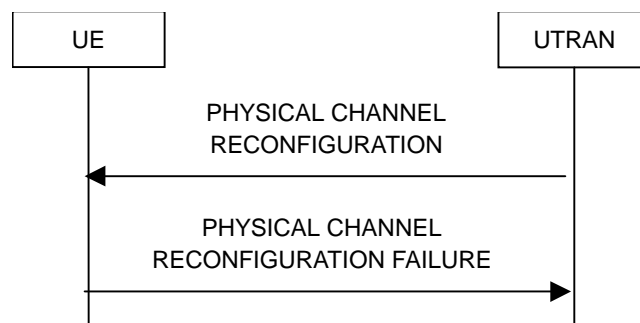 UE
UTRAN
PHYSICAL CHANNEL
RECONFIGURATION
PHYSICAL CHANNEL
RECONFIGURATION FAILURE